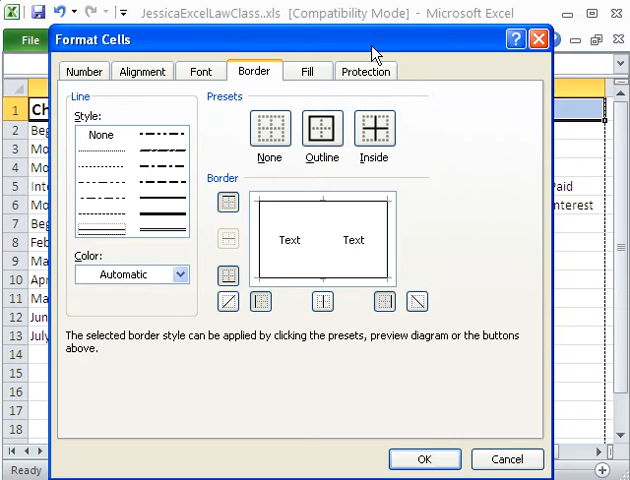 JessicaExcelLawClass..xls [Compatibility Mode] - Microsoft Excel
File
Format Cells
Number Alignment Font Border Fill Protection
Line
Style:
None
Color:
Automatic
Presets
None Outline Inside
Border
Text Text
The selected border style can be applied by clicking the presets, preview diagram or the buttons
above.
OK Cancel
1 Ch
2 Beg
3 Mo
4 Mo
5 Inte aid
6 Mo nterest
7 Beg
8 Feb
9 Ma
10 Apr
11 Ma
12 Jun
13 July
14
15
16
17
18
Ready